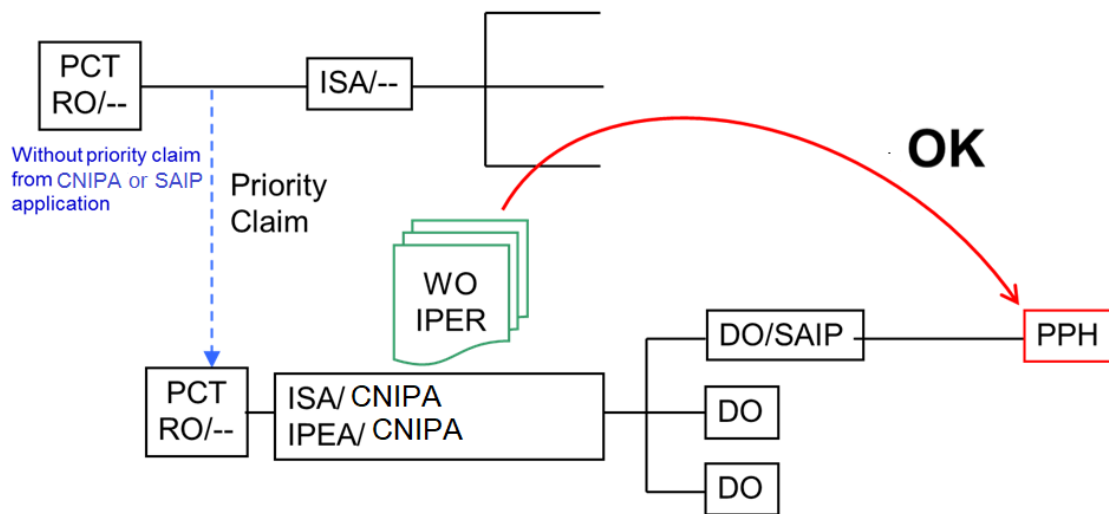 PCT
RO/--
ISA/--
OK
Without priority claim
from CNIPA or SAIP
application
Priority
Claim
WO
IPER
DO/SAIP
PPH
PCT
RO/--
ISA/ CNIPA
IPEA/ CNIPA
DO
DO